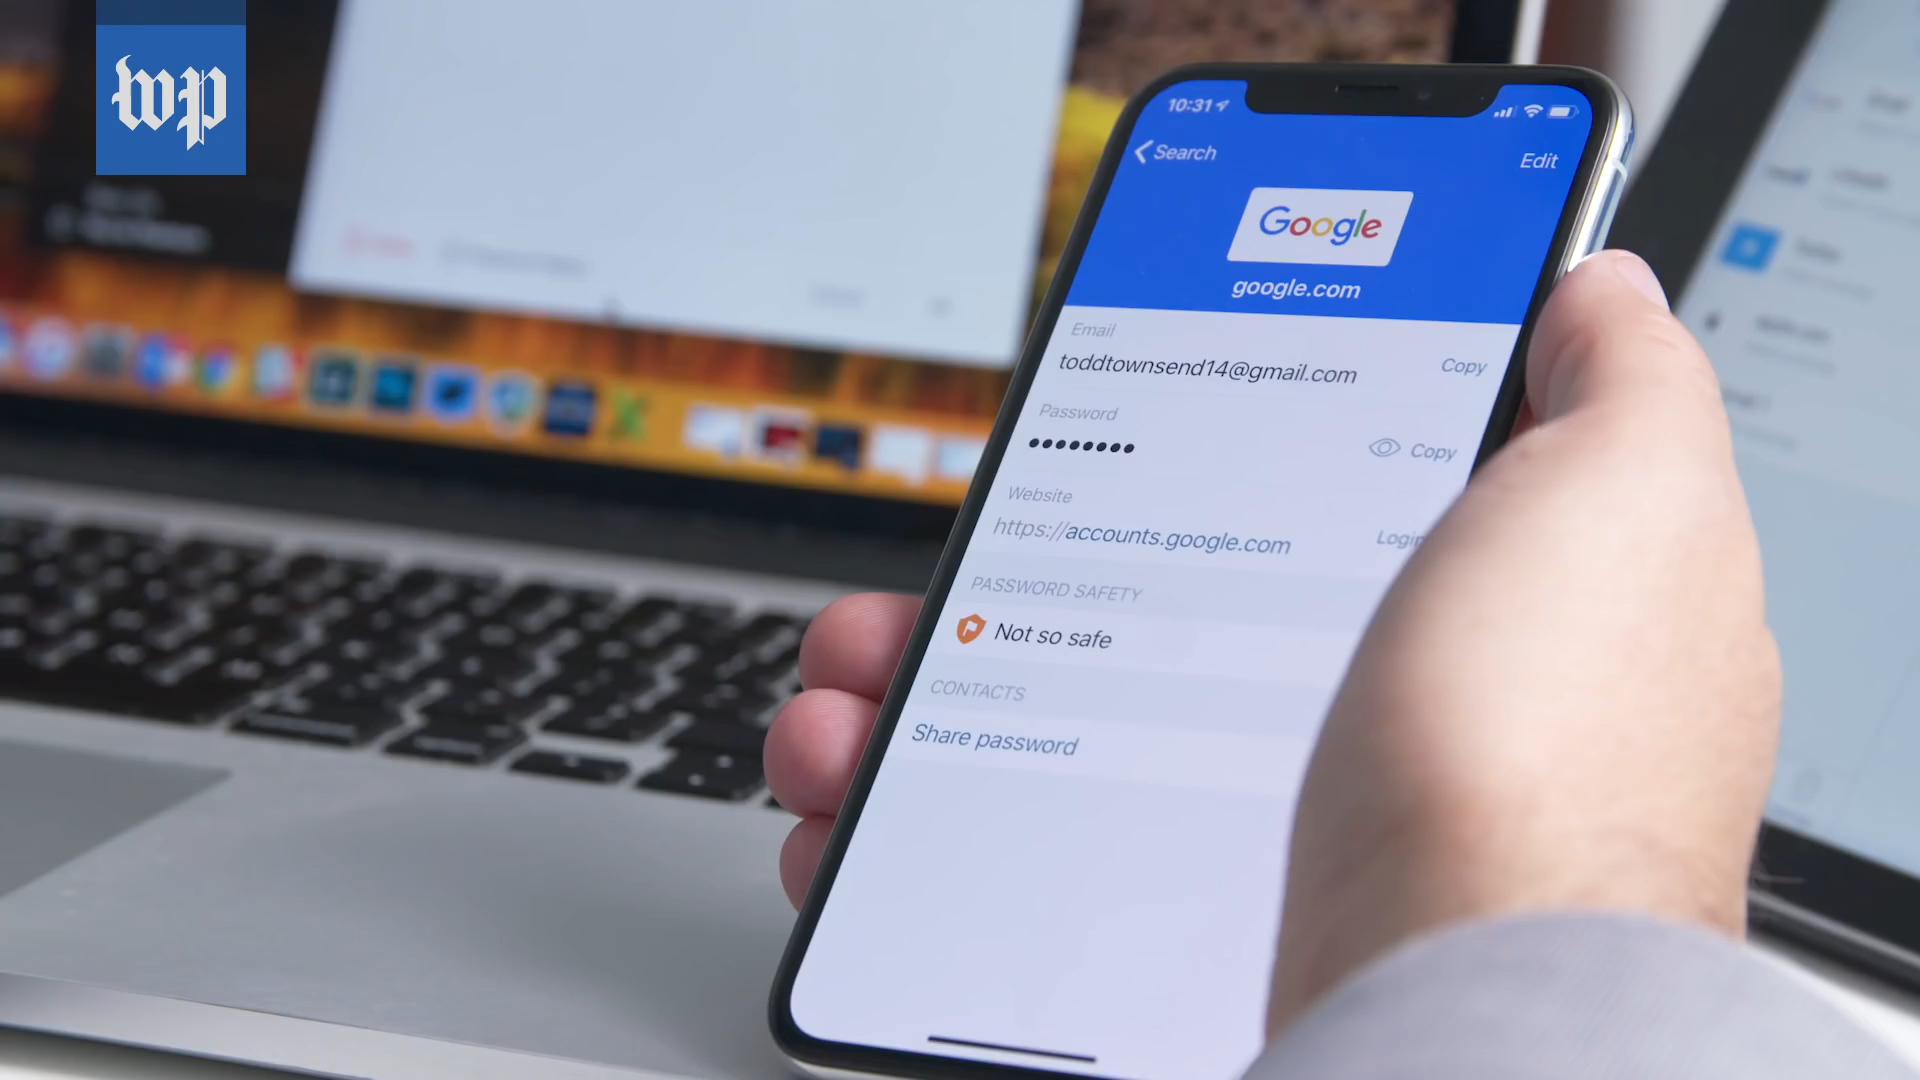 wp
10:31
Search
Edit
Google
google.com
Email
toddtownsend14@gmail.com
Copy
Password
••••••••
Copy
Website
https://accounts.google.com
Login
PASSWORD SAFETY
Not so safe
CONTACTS
Share password